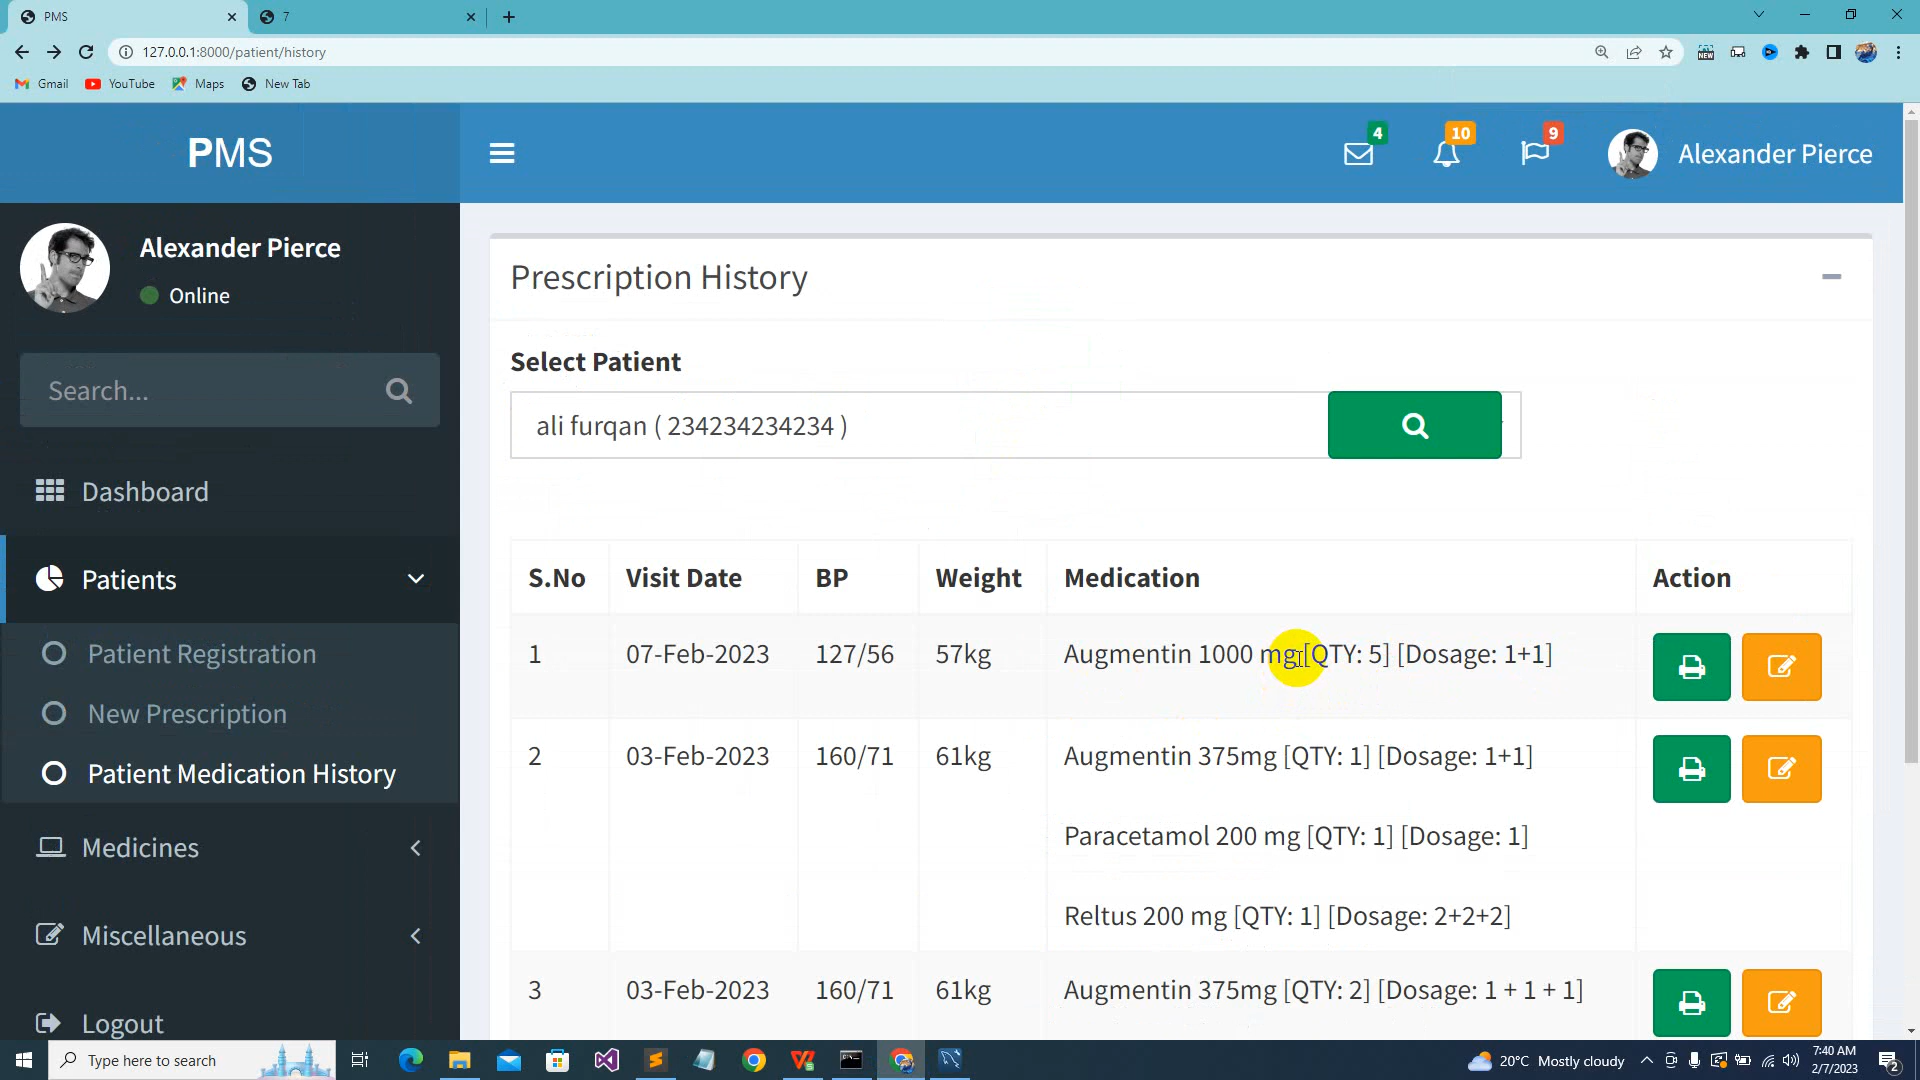 PMS
7
127.0.0.1:8000/patient/history
Gmail
YouTube
Maps
New Tab
PMS
4
10
9
Alexander Pierce
Alexander Pierce
Online
Search...
Dashboard
Patients
Patient Registration
New Prescription
Patient Medication History
Medicines
Miscellaneous
Logout
Prescription History
Select Patient
ali furqan ( 234234234234 )
S.No Visit Date BP Weight Medication Action
1 07-Feb-2023 127/56 57kg Augmentin 1000 mg [QTY: 5] [Dosage: 1+1]
2 03-Feb-2023 160/71 61kg Augmentin 375mg [QTY: 1] [Dosage: 1+1]
Paracetamol 200 mg [QTY: 1] [Dosage: 1]
Reltus 200 mg [QTY: 1] [Dosage: 2+2+2]
3 03-Feb-2023 160/71 61kg Augmentin 375mg [QTY: 2] [Dosage: 1 + 1 + 1]
Type here to search
20°C Mostly cloudy
7:40 AM
2/7/2023
2